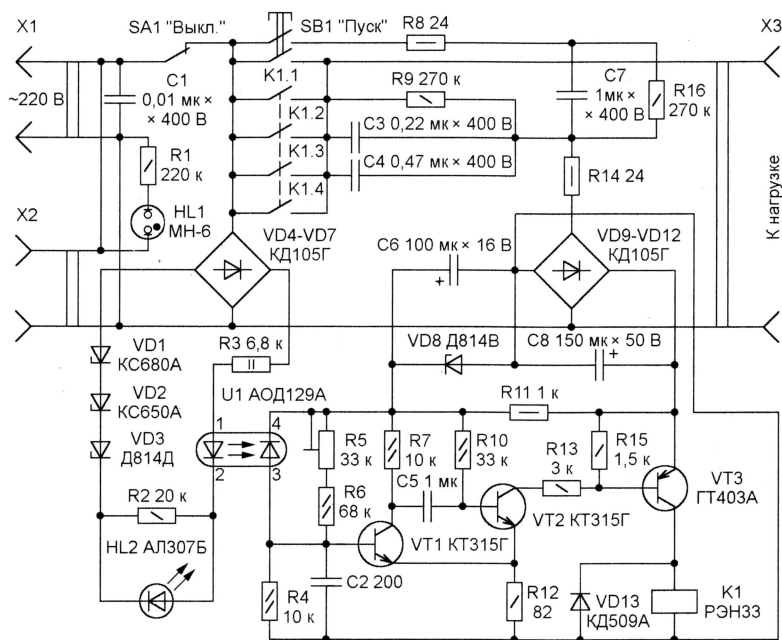 X1
SA1 "Выкл."
SB1 "Пуск"
R8 24
X3
~220 В
C1
0,01 мк ×
× 400 В
K1.1
K1.2
K1.3
K1.4
R9 270 к
C3 0,22 мк × 400 В
C4 0,47 мк × 400 В
C7
1мк ×
× 400 В
R16
270 к
R1
220 к
R14 24
X2
HL1
МН-6
VD4-VD7
КД105Г
C6 100 мк × 16 В
+
VD9-VD12
КД105Г
К нагрузке
VD1
КС680А
R3 6,8 к
VD8 Д814В
C8 150 мк × 50 В
+
VD2
КС650А
U1 АОД129А
R11 1 к
VD3
Д814Д
1
4
2
3
R5
33 к
R7
10 к
R10
33 к
R13
3 к
R15
1,5 к
VT3
ГТ403А
R2 20 к
R6
68 к
C5 1 мк
VT2 КТ315Г
HL2 АЛ307Б
VT1 КТ315Г
R4
10 к
C2 200
R12
82
VD13
КД509А
K1
РЭН33